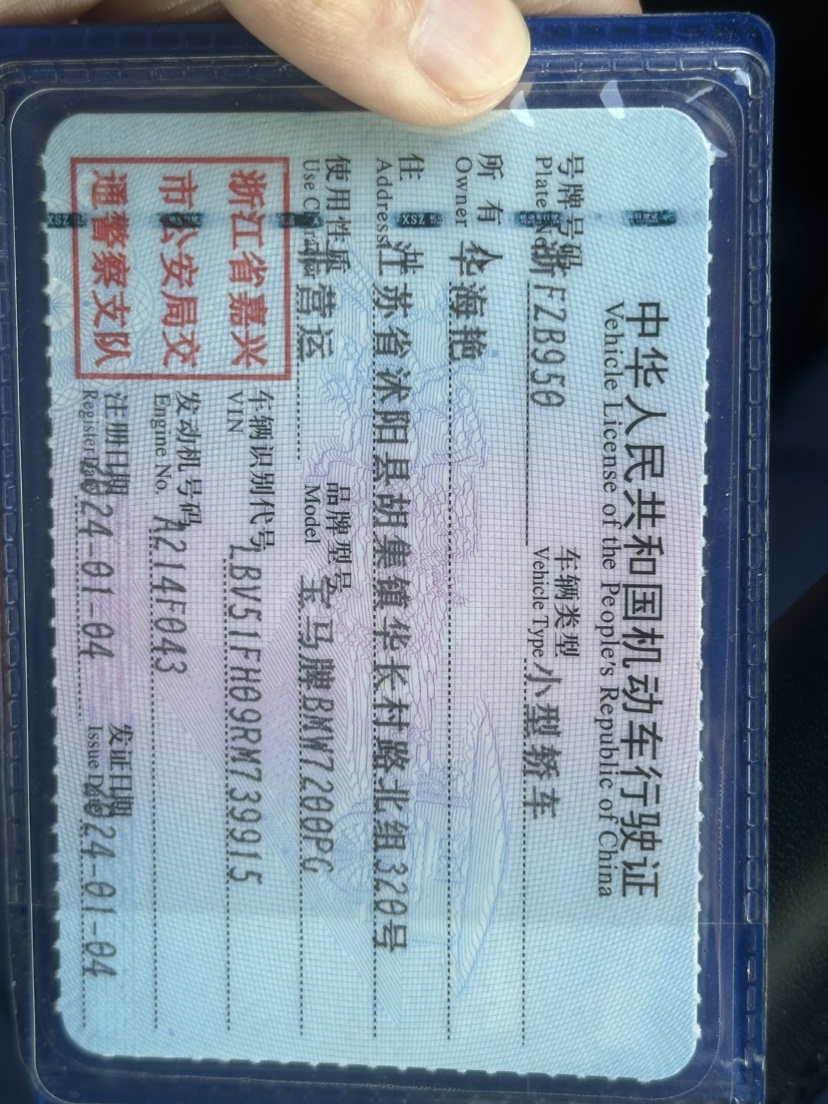 中华人民共和国机动车行驶证
Vehicle License of the People's Republic of China
号牌号码 浙FZB950 车辆类型 小型轿车
Plate No. Vehicle Type
所有人 华海艳
Owner
住址 江苏省沭阳县胡集镇华长村路北组320号
Address
使用性质 非营运 品牌型号 宝马牌BMW7200PG
Use Model
浙江省嘉兴
市公安局交
通警察支队
车辆识别代号 LBV51FH09RM739915
VIN
发动机号码 A214F043
Engine No.
注册日期 2024-01-04 发证日期 2024-01-04
Register Date Issue Date